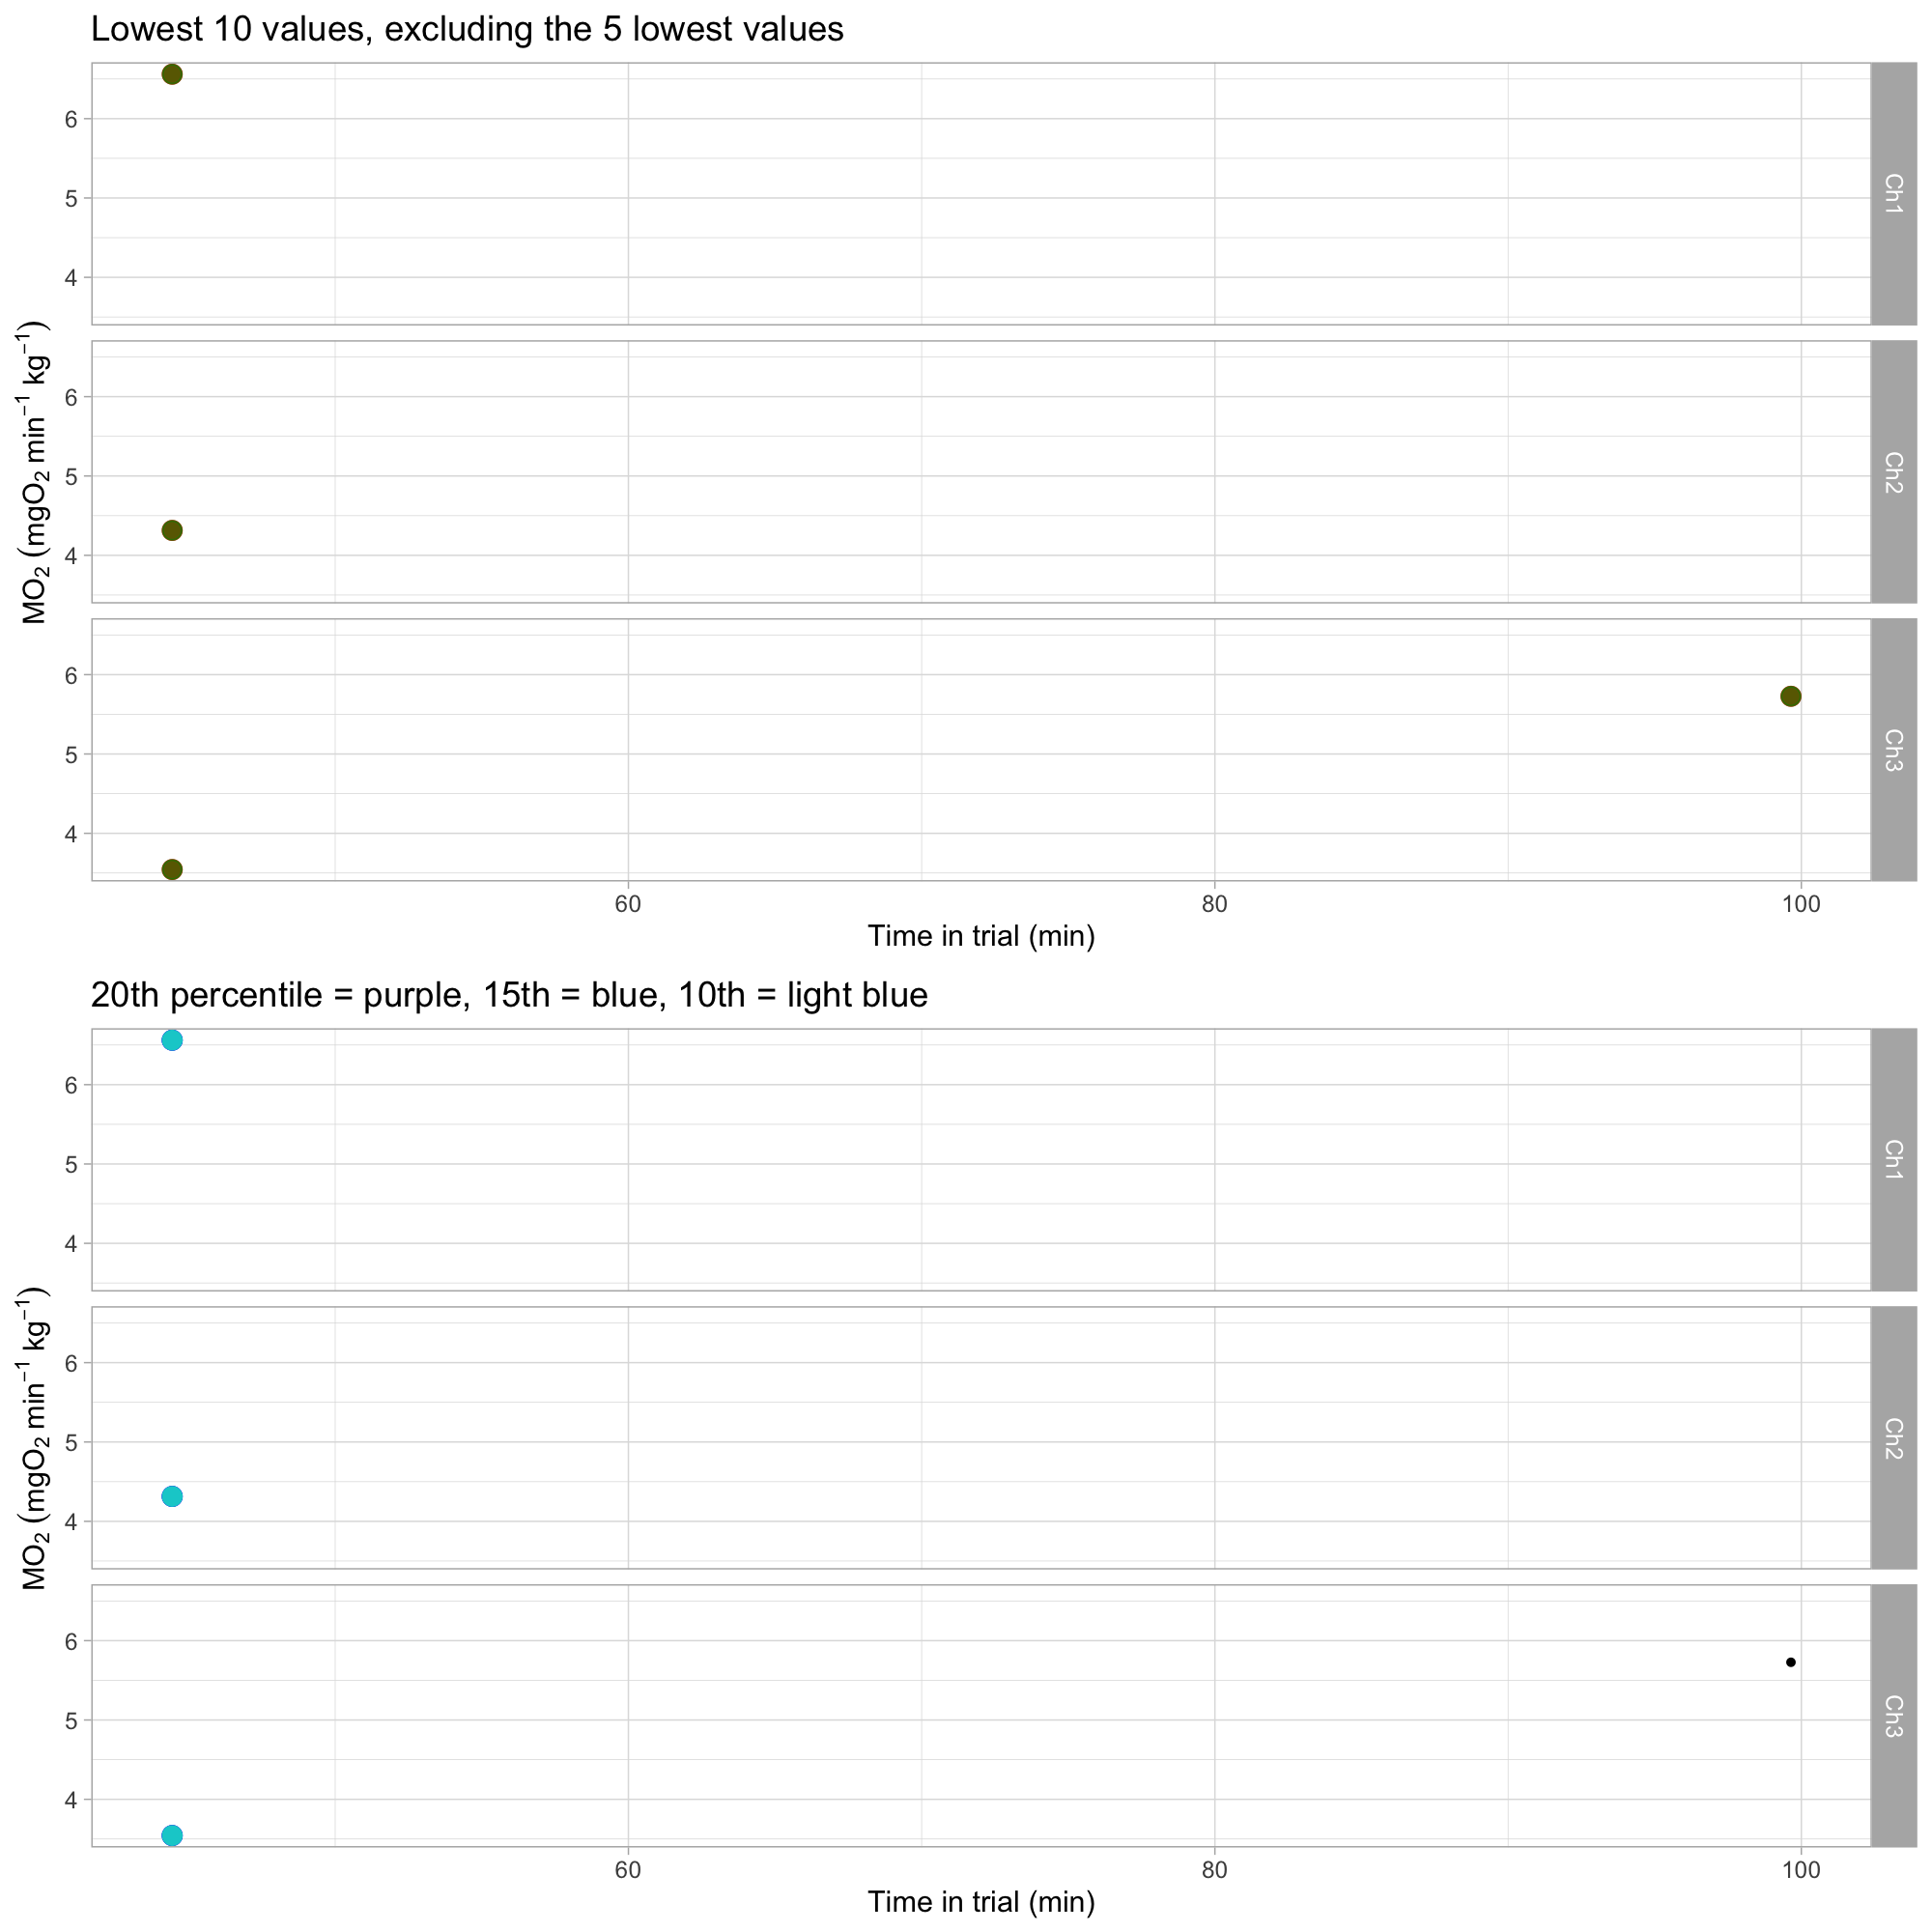 Lowest 10 values, excluding the 5 lowest values
6
5
4
Ch1
6
5
4
Ch2
6
5
4
Ch3
MO₂ (mgO₂ min⁻¹ kg⁻¹)
60 80 100
Time in trial (min)
20th percentile = purple, 15th = blue, 10th = light blue
6
5
4
Ch1
6
5
4
Ch2
6
5
4
Ch3
MO₂ (mgO₂ min⁻¹ kg⁻¹)
60 80 100
Time in trial (min)